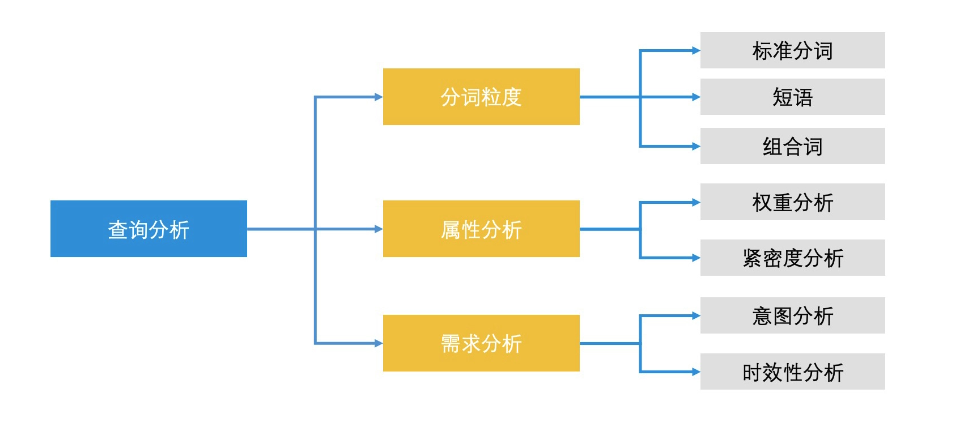 查询分析
分词粒度
标准分词
短语
组合词
属性分析
权重分析
紧密度分析
需求分析
意图分析
时效性分析